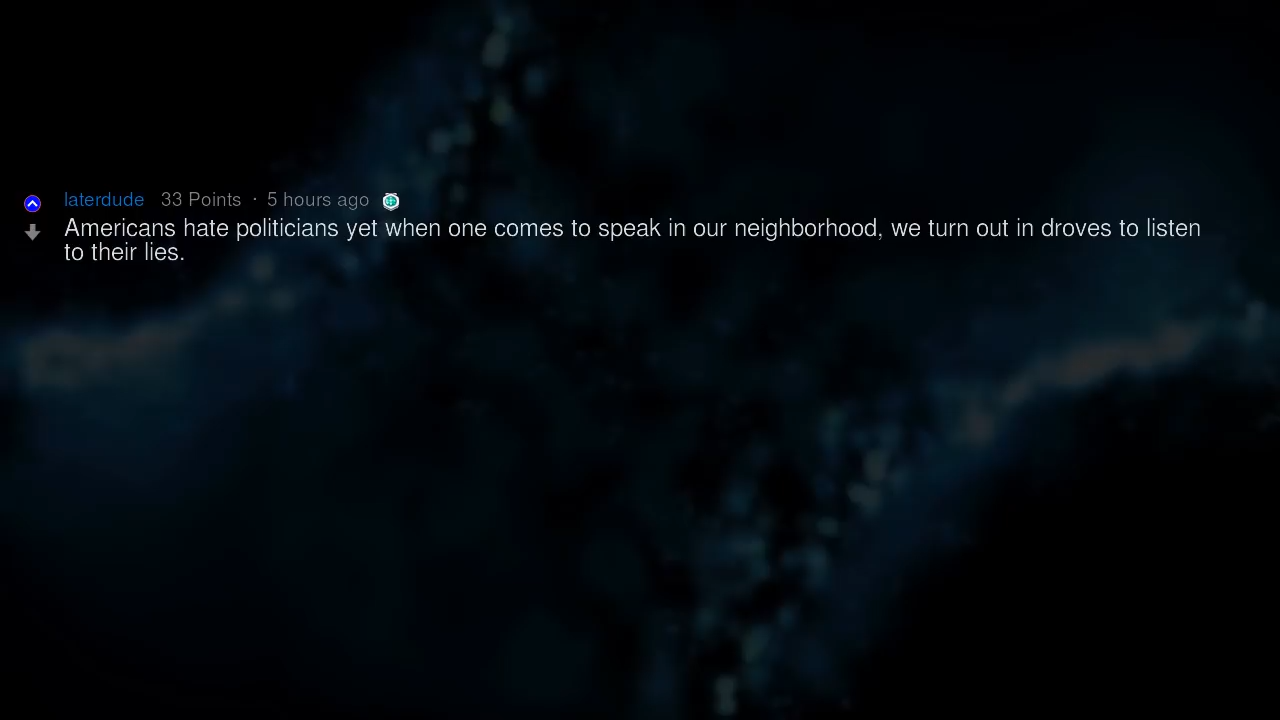 laterdude 33 Points · 5 hours ago
Americans hate politicians yet when one comes to speak in our neighborhood, we turn out in droves to listen
to their lies.